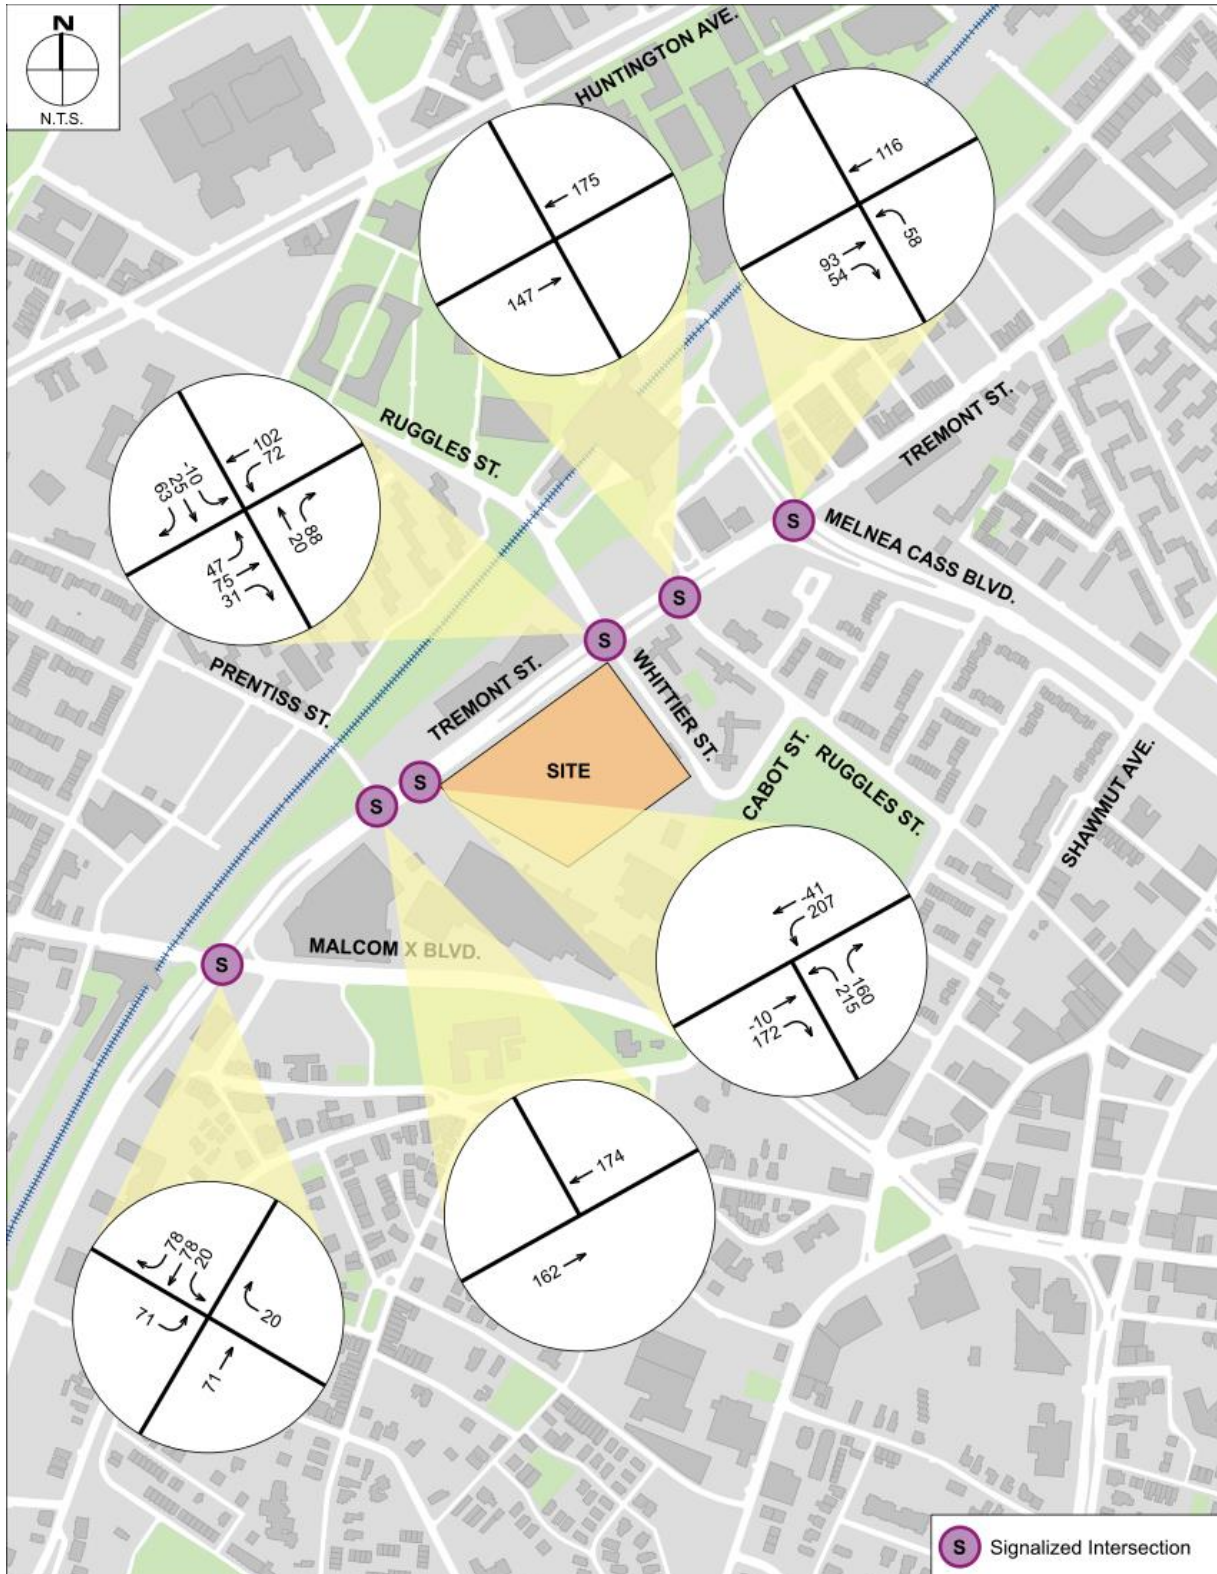 N
N.T.S.
HUNTINGTON AVE.
175
147
116
58
93
54
TREMONT ST.
RUGGLES ST.
102
72
-10
25
63
88
20
47
75
31
S
MELNEA CASS BLVD.
S
S
WHITTIER ST.
PRENTISS ST.
TREMONT ST.
SITE
CABOT ST.
RUGGLES ST.
SHAWMUT AVE.
S
S
-41
207
160
215
-10
172
MALCOM X BLVD.
S
174
162
78
78
20
71
20
71
S Signalized Intersection